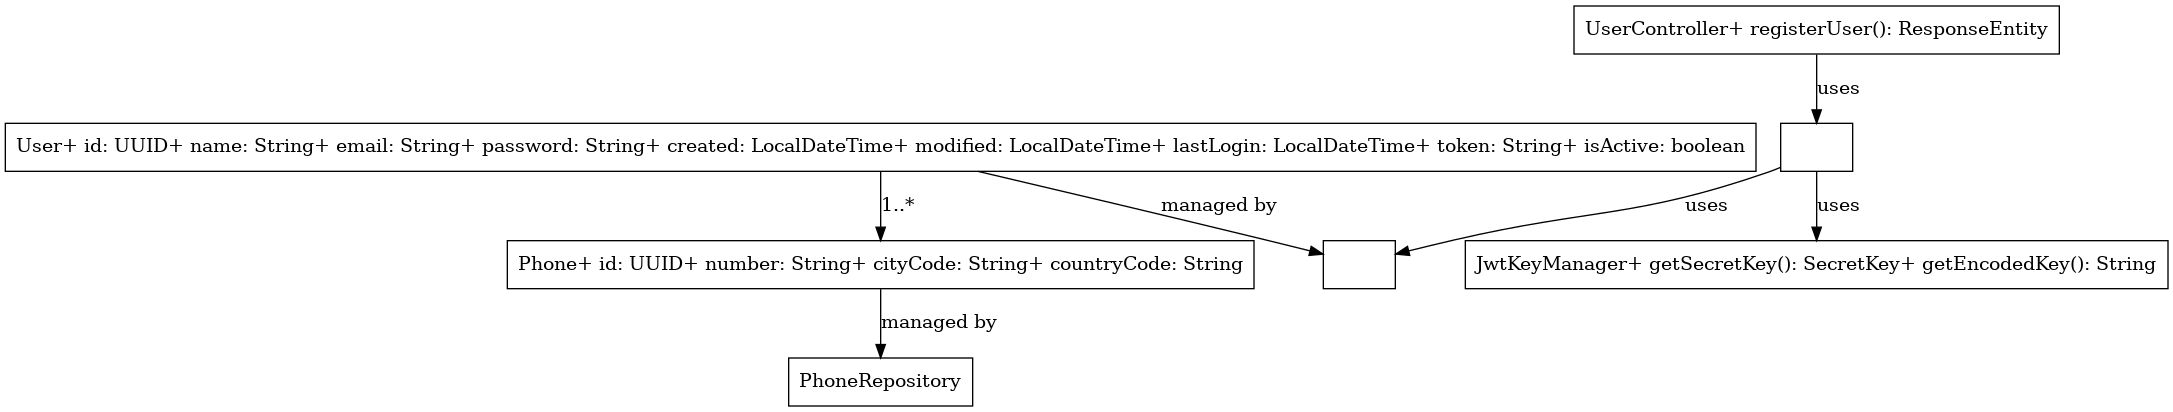 UserController+ registerUser(): ResponseEntity
uses
User+ id: UUID+ name: String+ email: String+ password: String+ created: LocalDateTime+ modified: LocalDateTime+ lastLogin: LocalDateTime+ token: String+ isActive: boolean
1..*
managed by
uses
uses
Phone+ id: UUID+ number: String+ cityCode: String+ countryCode: String
JwtKeyManager+ getSecretKey(): SecretKey+ getEncodedKey(): String
managed by
PhoneRepository